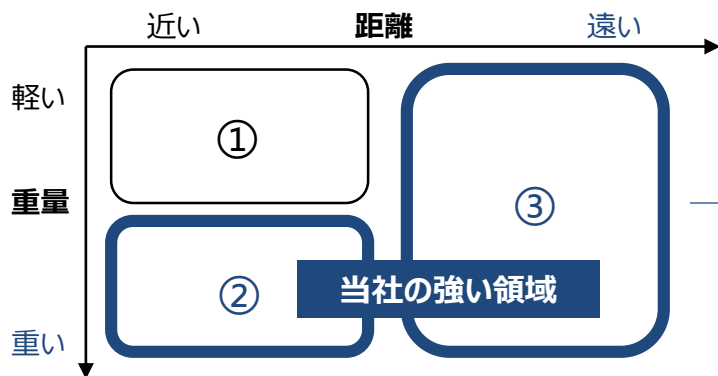 近い 距離 遠い
軽い
①
重量
③
② 当社の強い領域
重い